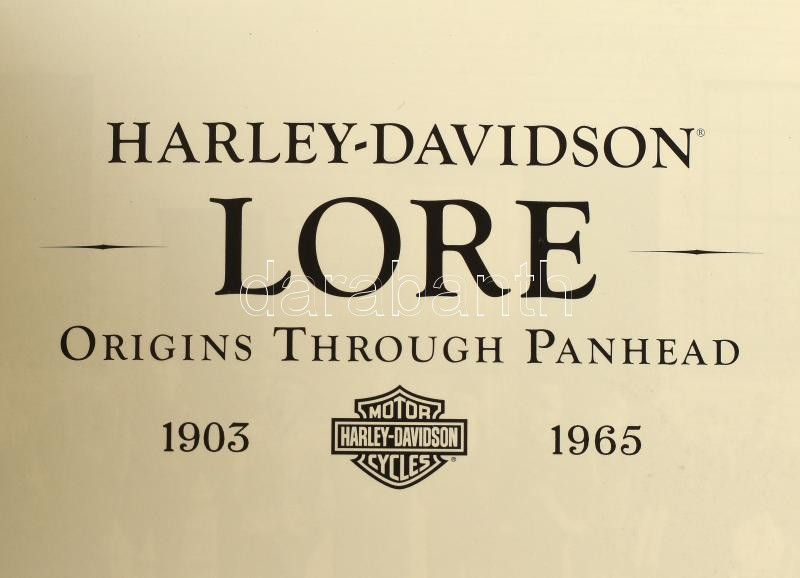 HARLEY-DAVIDSON®
LORE
darabanth
ORIGINS THROUGH PANHEAD
1903
MOTOR
HARLEY-DAVIDSON
CYCLES®
1965